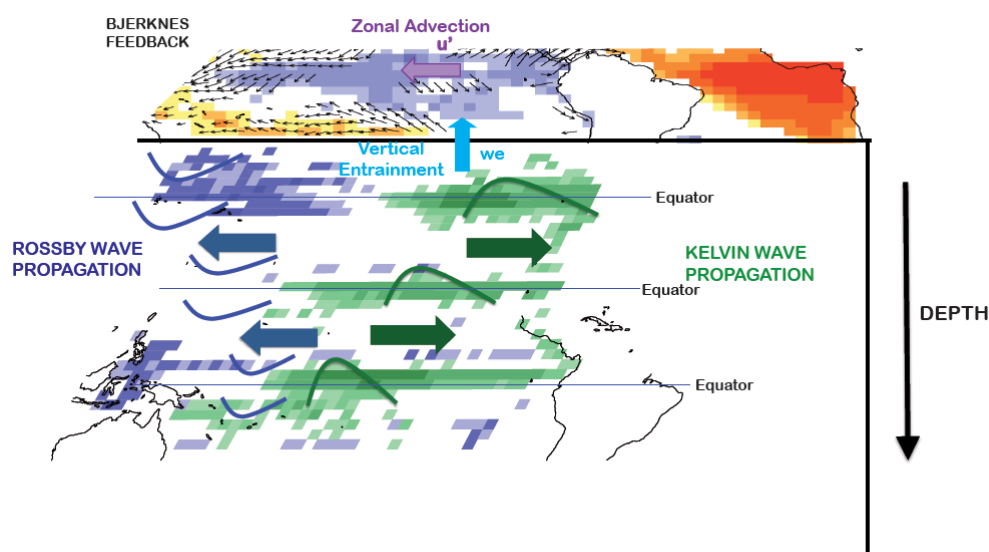 BJERKNES
FEEDBACK
Zonal Advection
u'
Vertical
Entrainment
we
Equator
ROSSBY WAVE
PROPAGATION
KELVIN WAVE
PROPAGATION
Equator
DEPTH
Equator